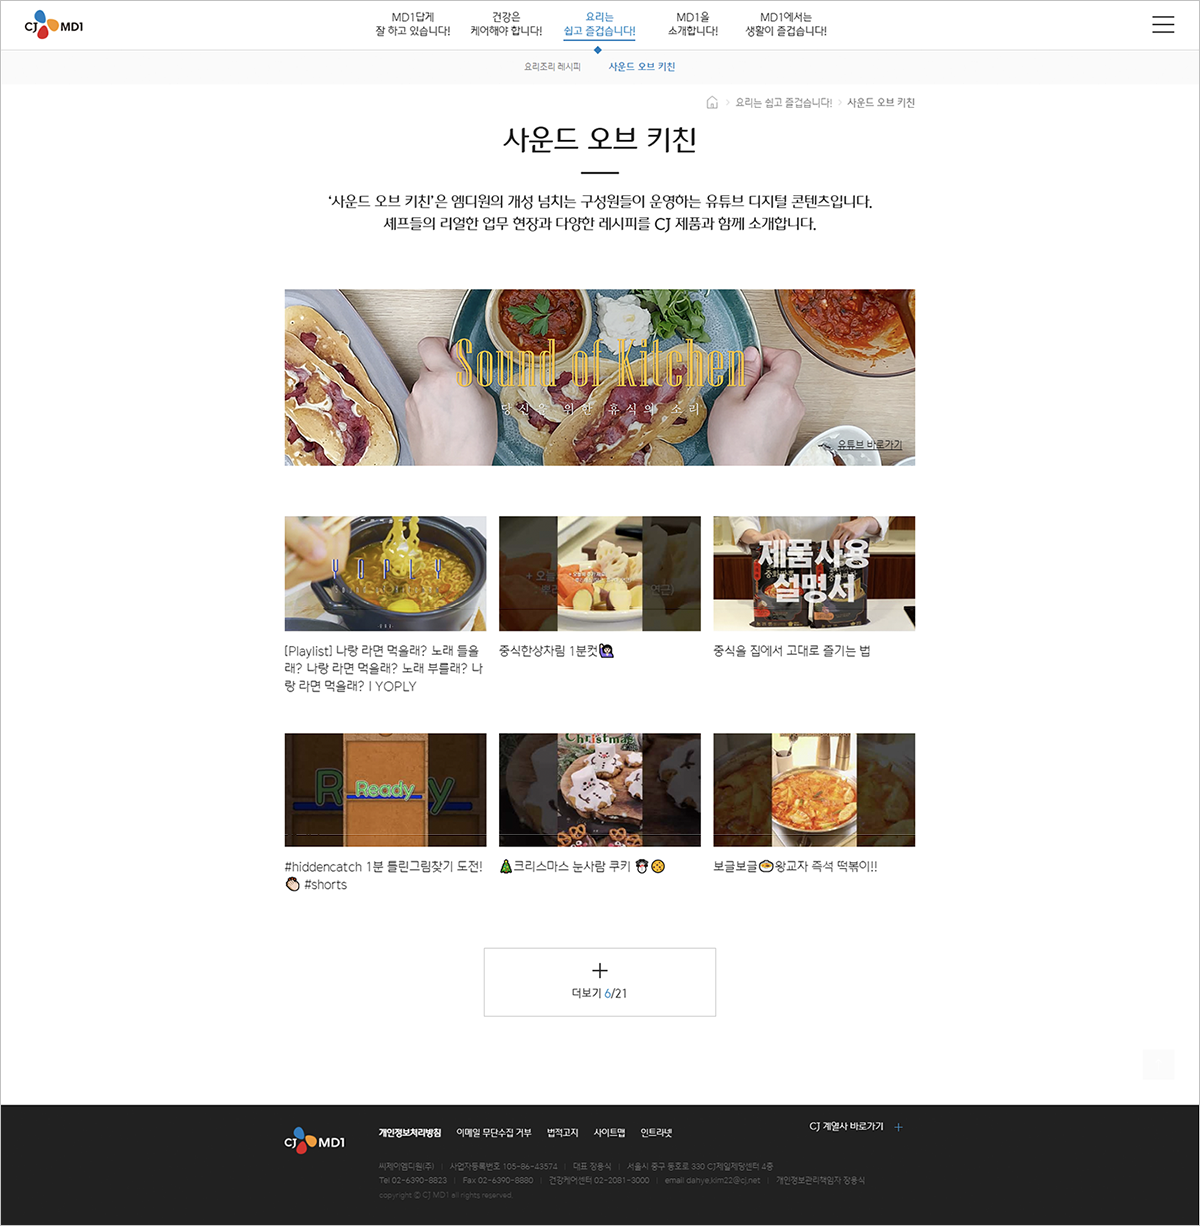 CJ MD1
MD1답게
잘 하고 있습니다!
건강은
케어해야 합니다!
요리는
쉽고 즐겁습니다!
MD1을
소개합니다!
MD1에서는
생활이 즐겁습니다!
요리조리 레시피
사운드 오브 키친
요리는 쉽고 즐겁습니다!
사운드 오브 키친
사운드 오브 키친
‘사운드 오브 키친’은 엠디원의 개성 넘치는 구성원들이 운영하는 유튜브 디지털 콘텐츠입니다.
셰프들의 리얼한 업무 현장과 다양한 레시피를 CJ 제품과 함께 소개합니다.
Sound of Kitchen
당신을 위한 휴식의 소리
유튜브 바로가기
YOPLY
제품사용
설명서
[Playlist] 나랑 라면 먹을래? 노래 들을
래? 나랑 라면 먹을래? 노래 부를래? 나
랑 라면 먹을래? | YOPLY
중식한상차림 1분컷🙋🏻‍♀️
중식을 집에서 고대로 즐기는 법
Ready
Christmas
#hiddencatch 1분 틀린그림찾기 도전!
#shorts
🎄크리스마스 눈사람 쿠키 ☃️🍪
보글보글🍲왕교자 즉석 떡볶이!!
더보기 6/21
CJ MD1
개인정보처리방침
이메일 무단수집 거부
법적고지
사이트맵
인트라넷
CJ 계열사 바로가기
씨제이엠디원(주) | 사업자등록번호 105-86-43574 | 대표 장용식 | 서울시 중구 동호로 330 CJ제일제당센터 4층
Tel 02-6390-8823 | Fax 02-6390-8880 | 건강케어센터 02-2081-3000 | email dahye.kim22@cj.net | 개인정보관리책임자 장용식
copyright ⓒ CJ MD1 all rights reserved.